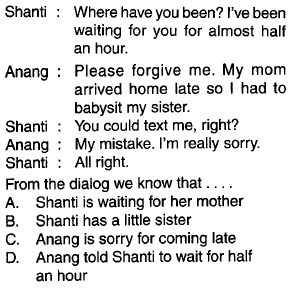 Shanti : Where have you been? I've been
waiting for you for almost half
an hour.
Anang : Please forgive me. My mom
arrived home late so I had to
babysit my sister.
Shanti : You could text me, right?
Anang : My mistake. I'm really sorry.
Shanti : All right.
From the dialog we know that . . . .
A. Shanti is waiting for her mother
B. Shanti has a little sister
C. Anang is sorry for coming late
D. Anang told Shanti to wait for half
an hour